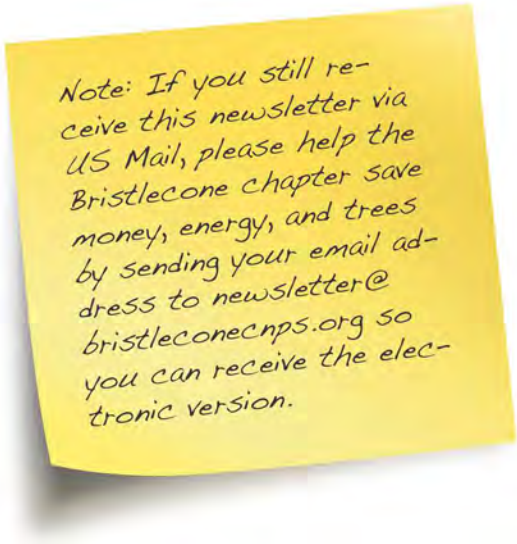 Note: If you still re-
ceive this newsletter via
US Mail, please help the
Bristlecone chapter save
money, energy, and trees
by sending your email ad-
dress to newsletter@
bristleconecnps.org so
you can receive the elec-
tronic version.